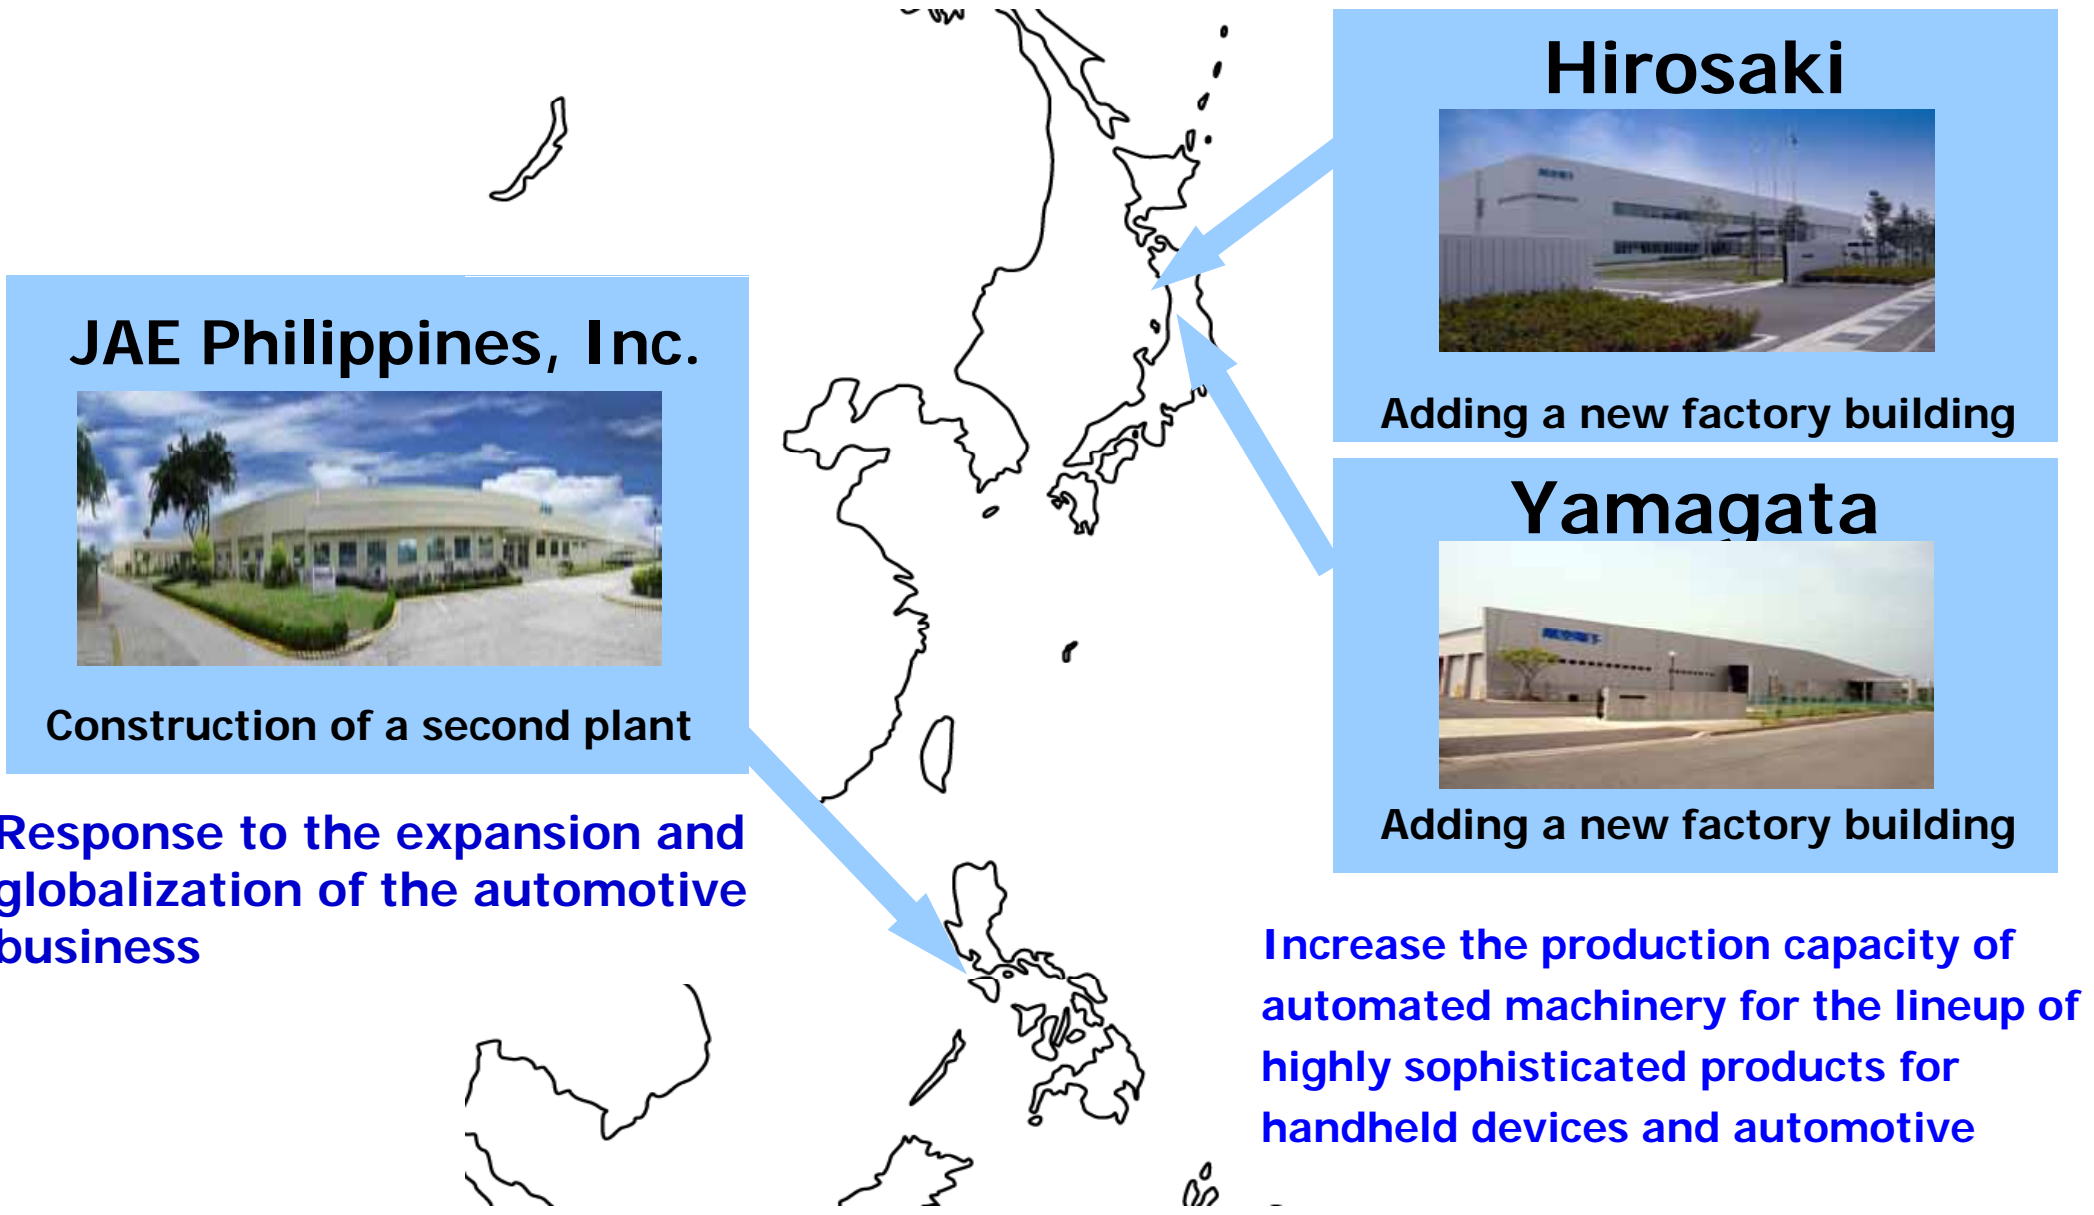 Hirosaki
Adding a new factory building
JAE Philippines, Inc.
Construction of a second plant
Response to the expansion and
globalization of the automotive
business
Yamagata
Adding a new factory building
Increase the production capacity of
automated machinery for the lineup of
highly sophisticated products for
handheld devices and automotive